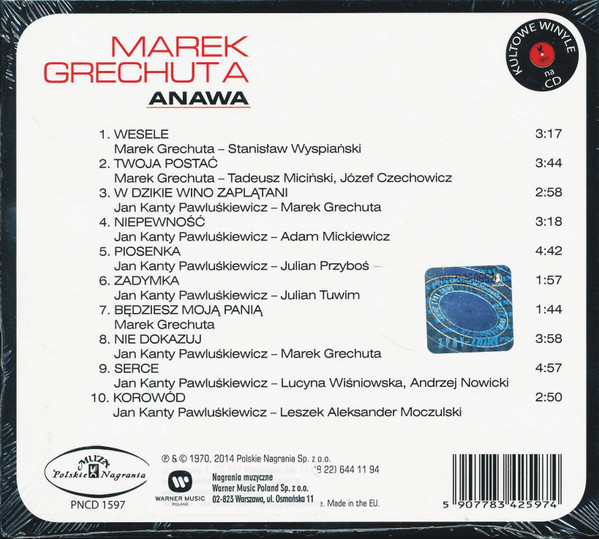 MAREK
GRECHUTA
ANAWA
KULTOWE WINYLE
na
CD
1. WESELE 3:17
Marek Grechuta – Stanisław Wyspiański
2. TWOJA POSTAĆ 3:44
Marek Grechuta – Tadeusz Miciński, Józef Czechowicz
3. W DZIKIE WINO ZAPLĄTANI 2:58
Jan Kanty Pawluśkiewicz – Marek Grechuta
4. NIEPEWNOŚĆ 3:18
Jan Kanty Pawluśkiewicz – Adam Mickiewicz
5. PIOSENKA 4:42
Jan Kanty Pawluśkiewicz – Julian Przyboś
6. ZADYMKA 1:57
Jan Kanty Pawluśkiewicz – Julian Tuwim
7. BĘDZIESZ MOJĄ PANIĄ 1:44
Marek Grechuta
8. NIE DOKAZUJ 3:58
Jan Kanty Pawluśkiewicz – Marek Grechuta
9. SERCE 4:57
Jan Kanty Pawluśkiewicz – Lucyna Wiśniowska, Andrzej Nowicki
10. KOROWÓD 2:50
Jan Kanty Pawluśkiewicz – Leszek Aleksander Moczulski
MUZA
Polskie Nagrania
PNCD 1597
℗ & © 1970, 2014 Polskie Nagrania Sp. z o.o.
22) 644 11 94
WARNER MUSIC
POLAND
Nagrania muzyczne
Warner Music Poland Sp. z o.o.
02-823 Warszawa, ul. Osmańska 11
Made in the EU.
5 907783 425974